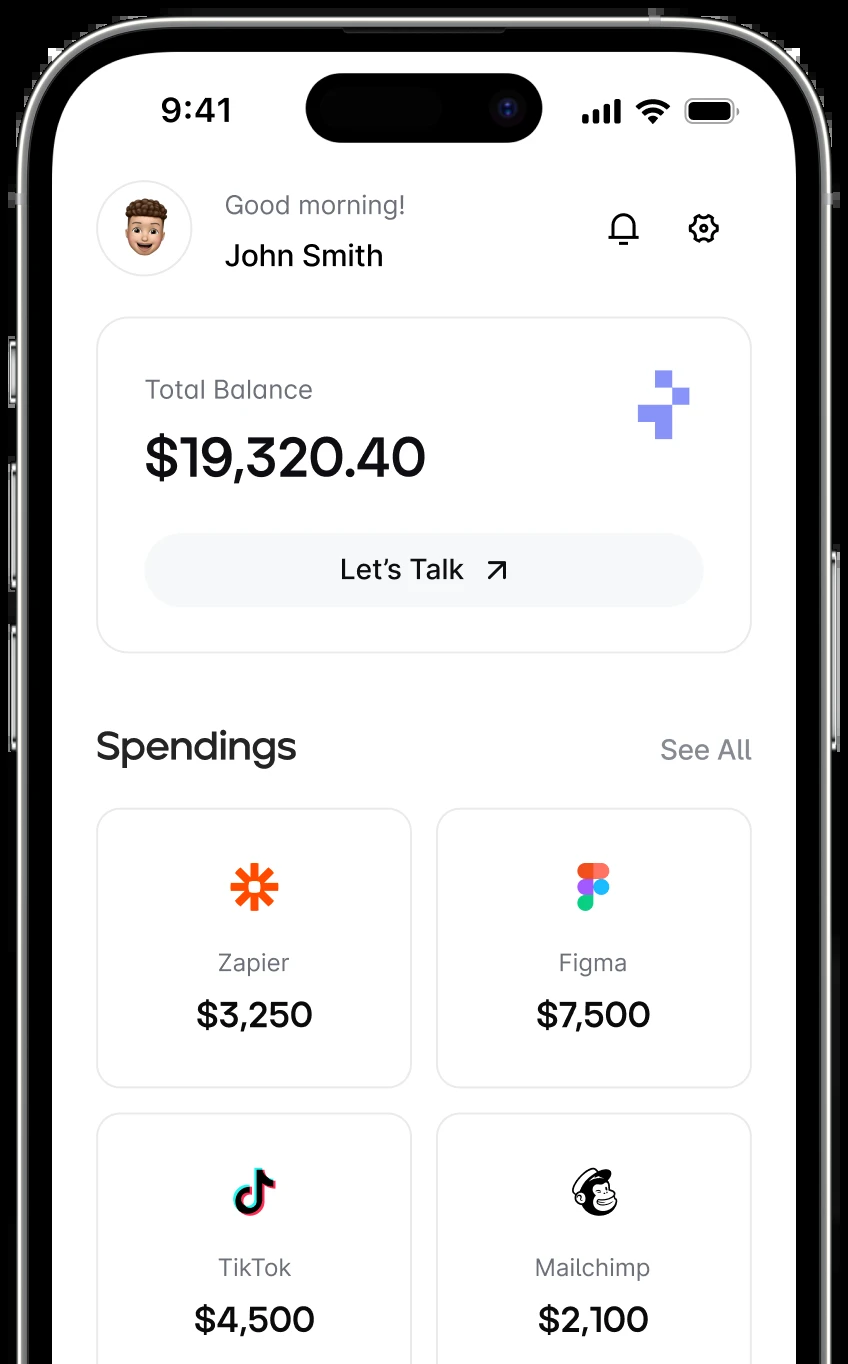 9:41
Good morning!
John Smith
Total Balance
$19,320.40
Let’s Talk
Spendings
See All
Zapier
Figma
$3,250
$7,500
TikTok
Mailchimp
$4,500
$2,100